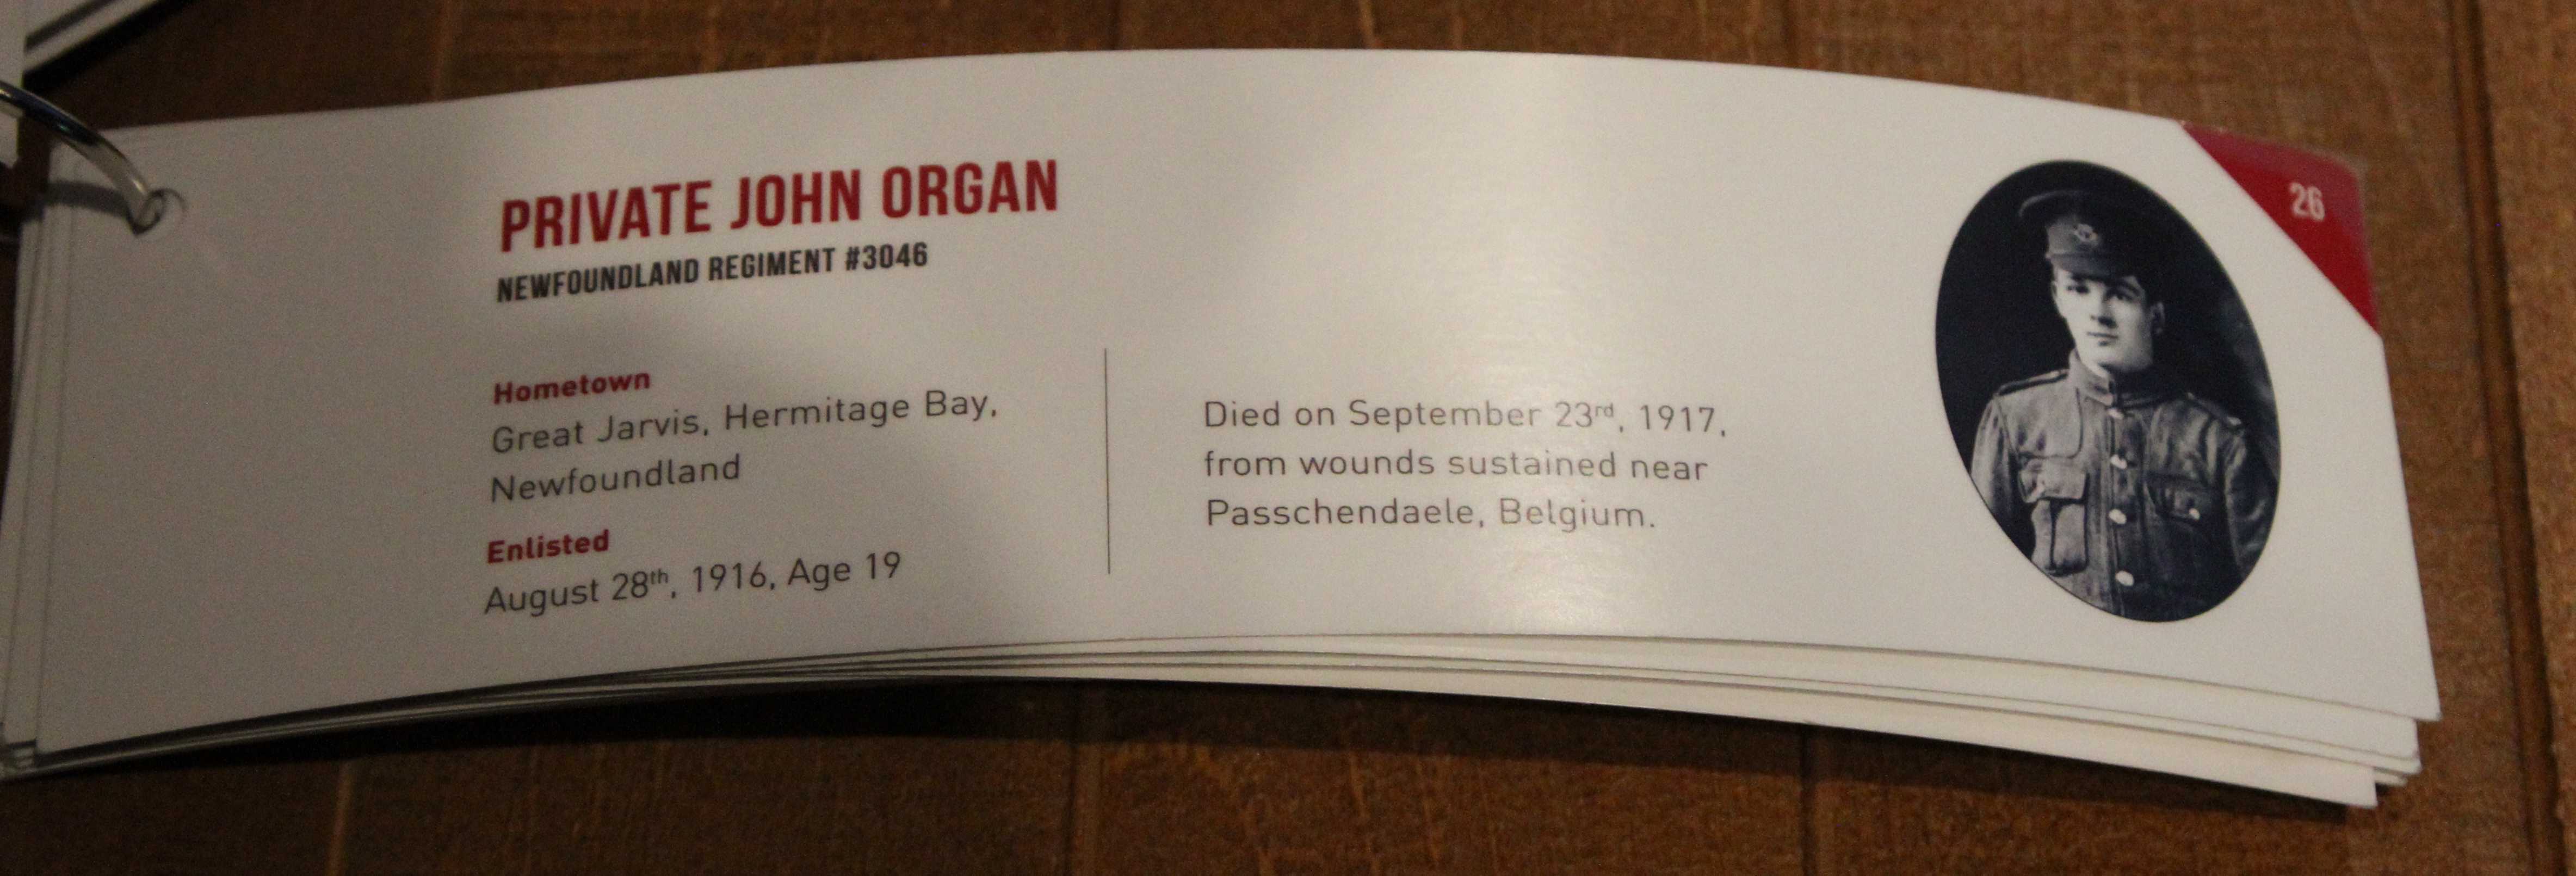 PRIVATE JOHN ORGAN
NEWFOUNDLAND REGIMENT #3046
Hometown
Great Jarvis, Hermitage Bay,
Newfoundland
Enlisted
August 28th, 1916, Age 19
Died on September 23rd, 1917,
from wounds sustained near
Passchendaele, Belgium.
26